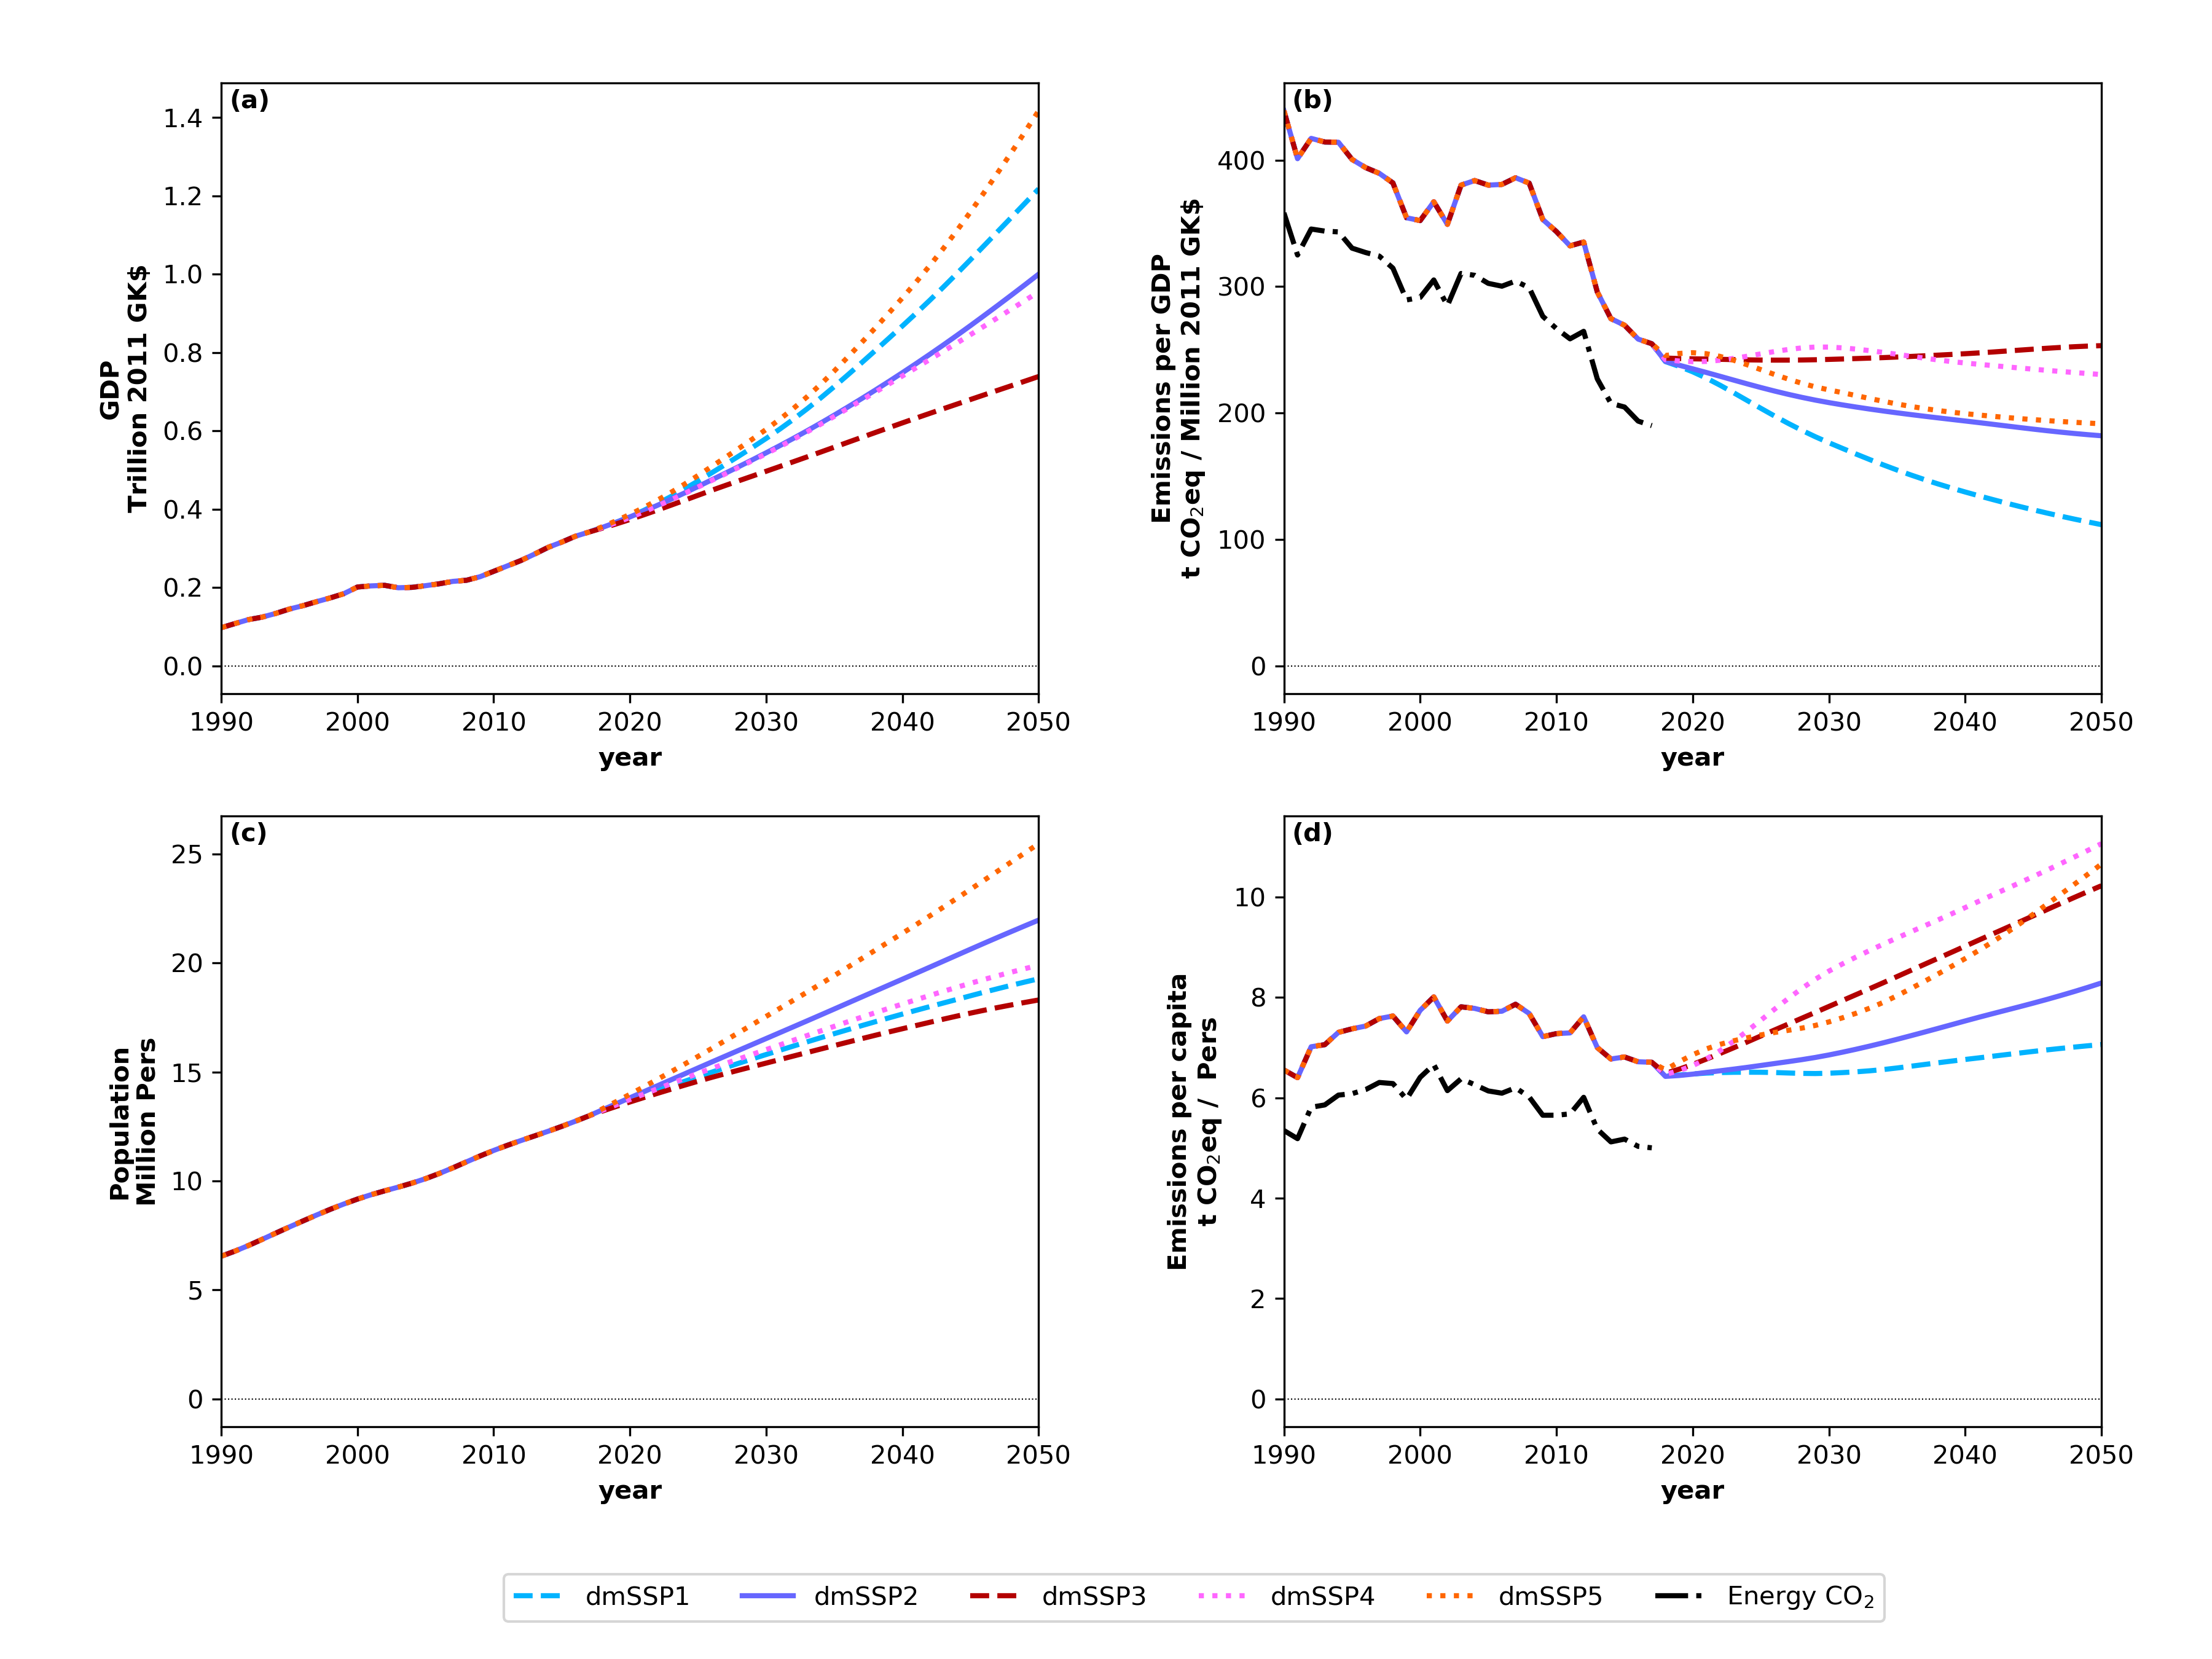 (a)
1.4
1.2
1.0
0.8
0.6
0.4
0.2
0.0
GDP
Trillion 2011 GK$
1990 2000 2010 2020 2030 2040 2050
year
(b)
400
300
200
100
0
Emissions per GDP
t CO₂eq / Million 2011 GK$
1990 2000 2010 2020 2030 2040 2050
year
(c)
25
20
15
10
5
0
Population
Million Pers
1990 2000 2010 2020 2030 2040 2050
year
(d)
10
8
6
4
2
0
Emissions per capita
t CO₂eq / Pers
1990 2000 2010 2020 2030 2040 2050
year
dmSSP1 dmSSP2 dmSSP3 dmSSP4 dmSSP5 Energy CO₂